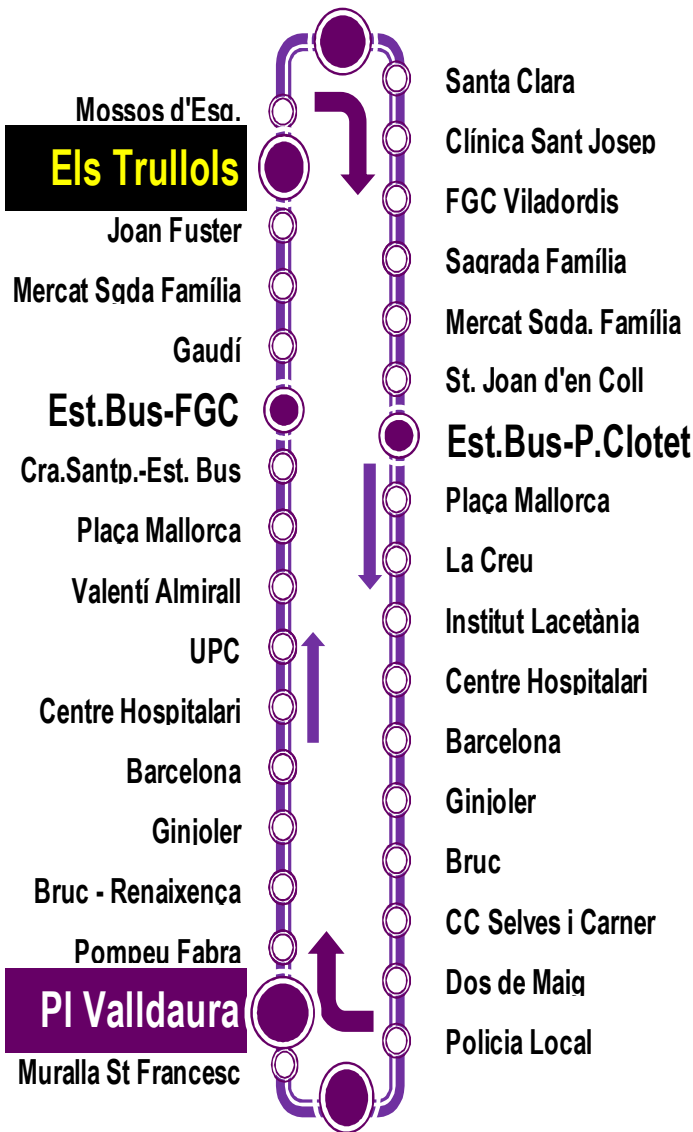 Mossos d'Esq.
Els Trullols
Joan Fuster
Mercat Sgda Família
Gaudí
Est.Bus-FGC
Cra.Santp.-Est. Bus
Plaça Mallorca
Valentí Almirall
UPC
Centre Hospitalari
Barcelona
Ginjoler
Bruc - Renaixença
Pompeu Fabra
Pl Valldaura
Muralla St Francesc
Santa Clara
Clínica Sant Josep
FGC Viladordis
Sagrada Família
Mercat Sgda. Família
St. Joan d'en Coll
Est.Bus-P.Clotet
Plaça Mallorca
La Creu
Institut Lacetània
Centre Hospitalari
Barcelona
Ginjoler
Bruc
CC Selves i Carner
Dos de Maig
Policia Local